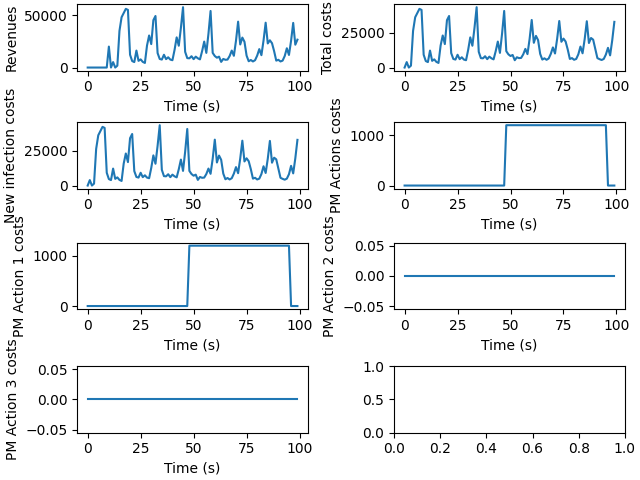 Revenues
50000
0
0 25 50 75 100
Time (s)
Total costs
25000
0
0 25 50 75 100
Time (s)
New infection costs
25000
0
0 25 50 75 100
Time (s)
PM Actions costs
1000
0
0 25 50 75 100
Time (s)
PM Action 1 costs
1000
0
0 25 50 75 100
Time (s)
PM Action 2 costs
0.05
0.00
−0.05
0 25 50 75 100
Time (s)
PM Action 3 costs
0.05
0.00
−0.05
0 25 50 75 100
Time (s)
1.0
0.5
0.0
0.0 0.2 0.4 0.6 0.8 1.0